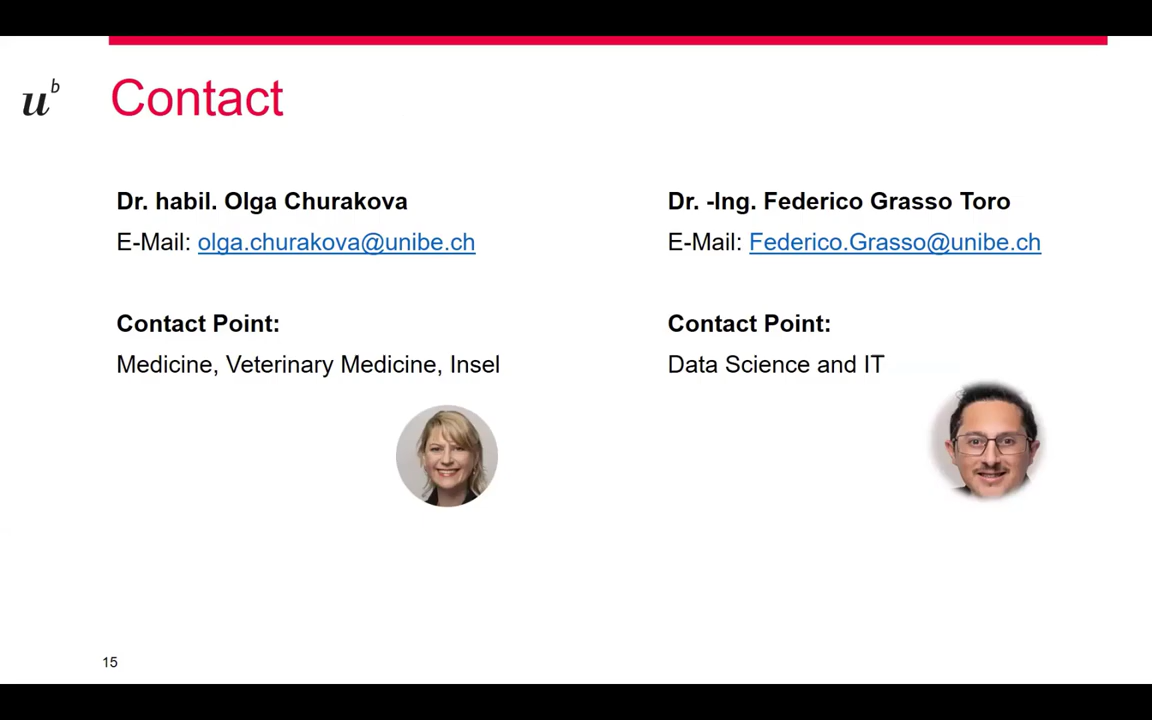 u b
Contact
Dr. habil. Olga Churakova
E-Mail: olga.churakova@unibe.ch
Contact Point:
Medicine, Veterinary Medicine, Insel
Dr. -Ing. Federico Grasso Toro
E-Mail: Federico.Grasso@unibe.ch
Contact Point:
Data Science and IT
15